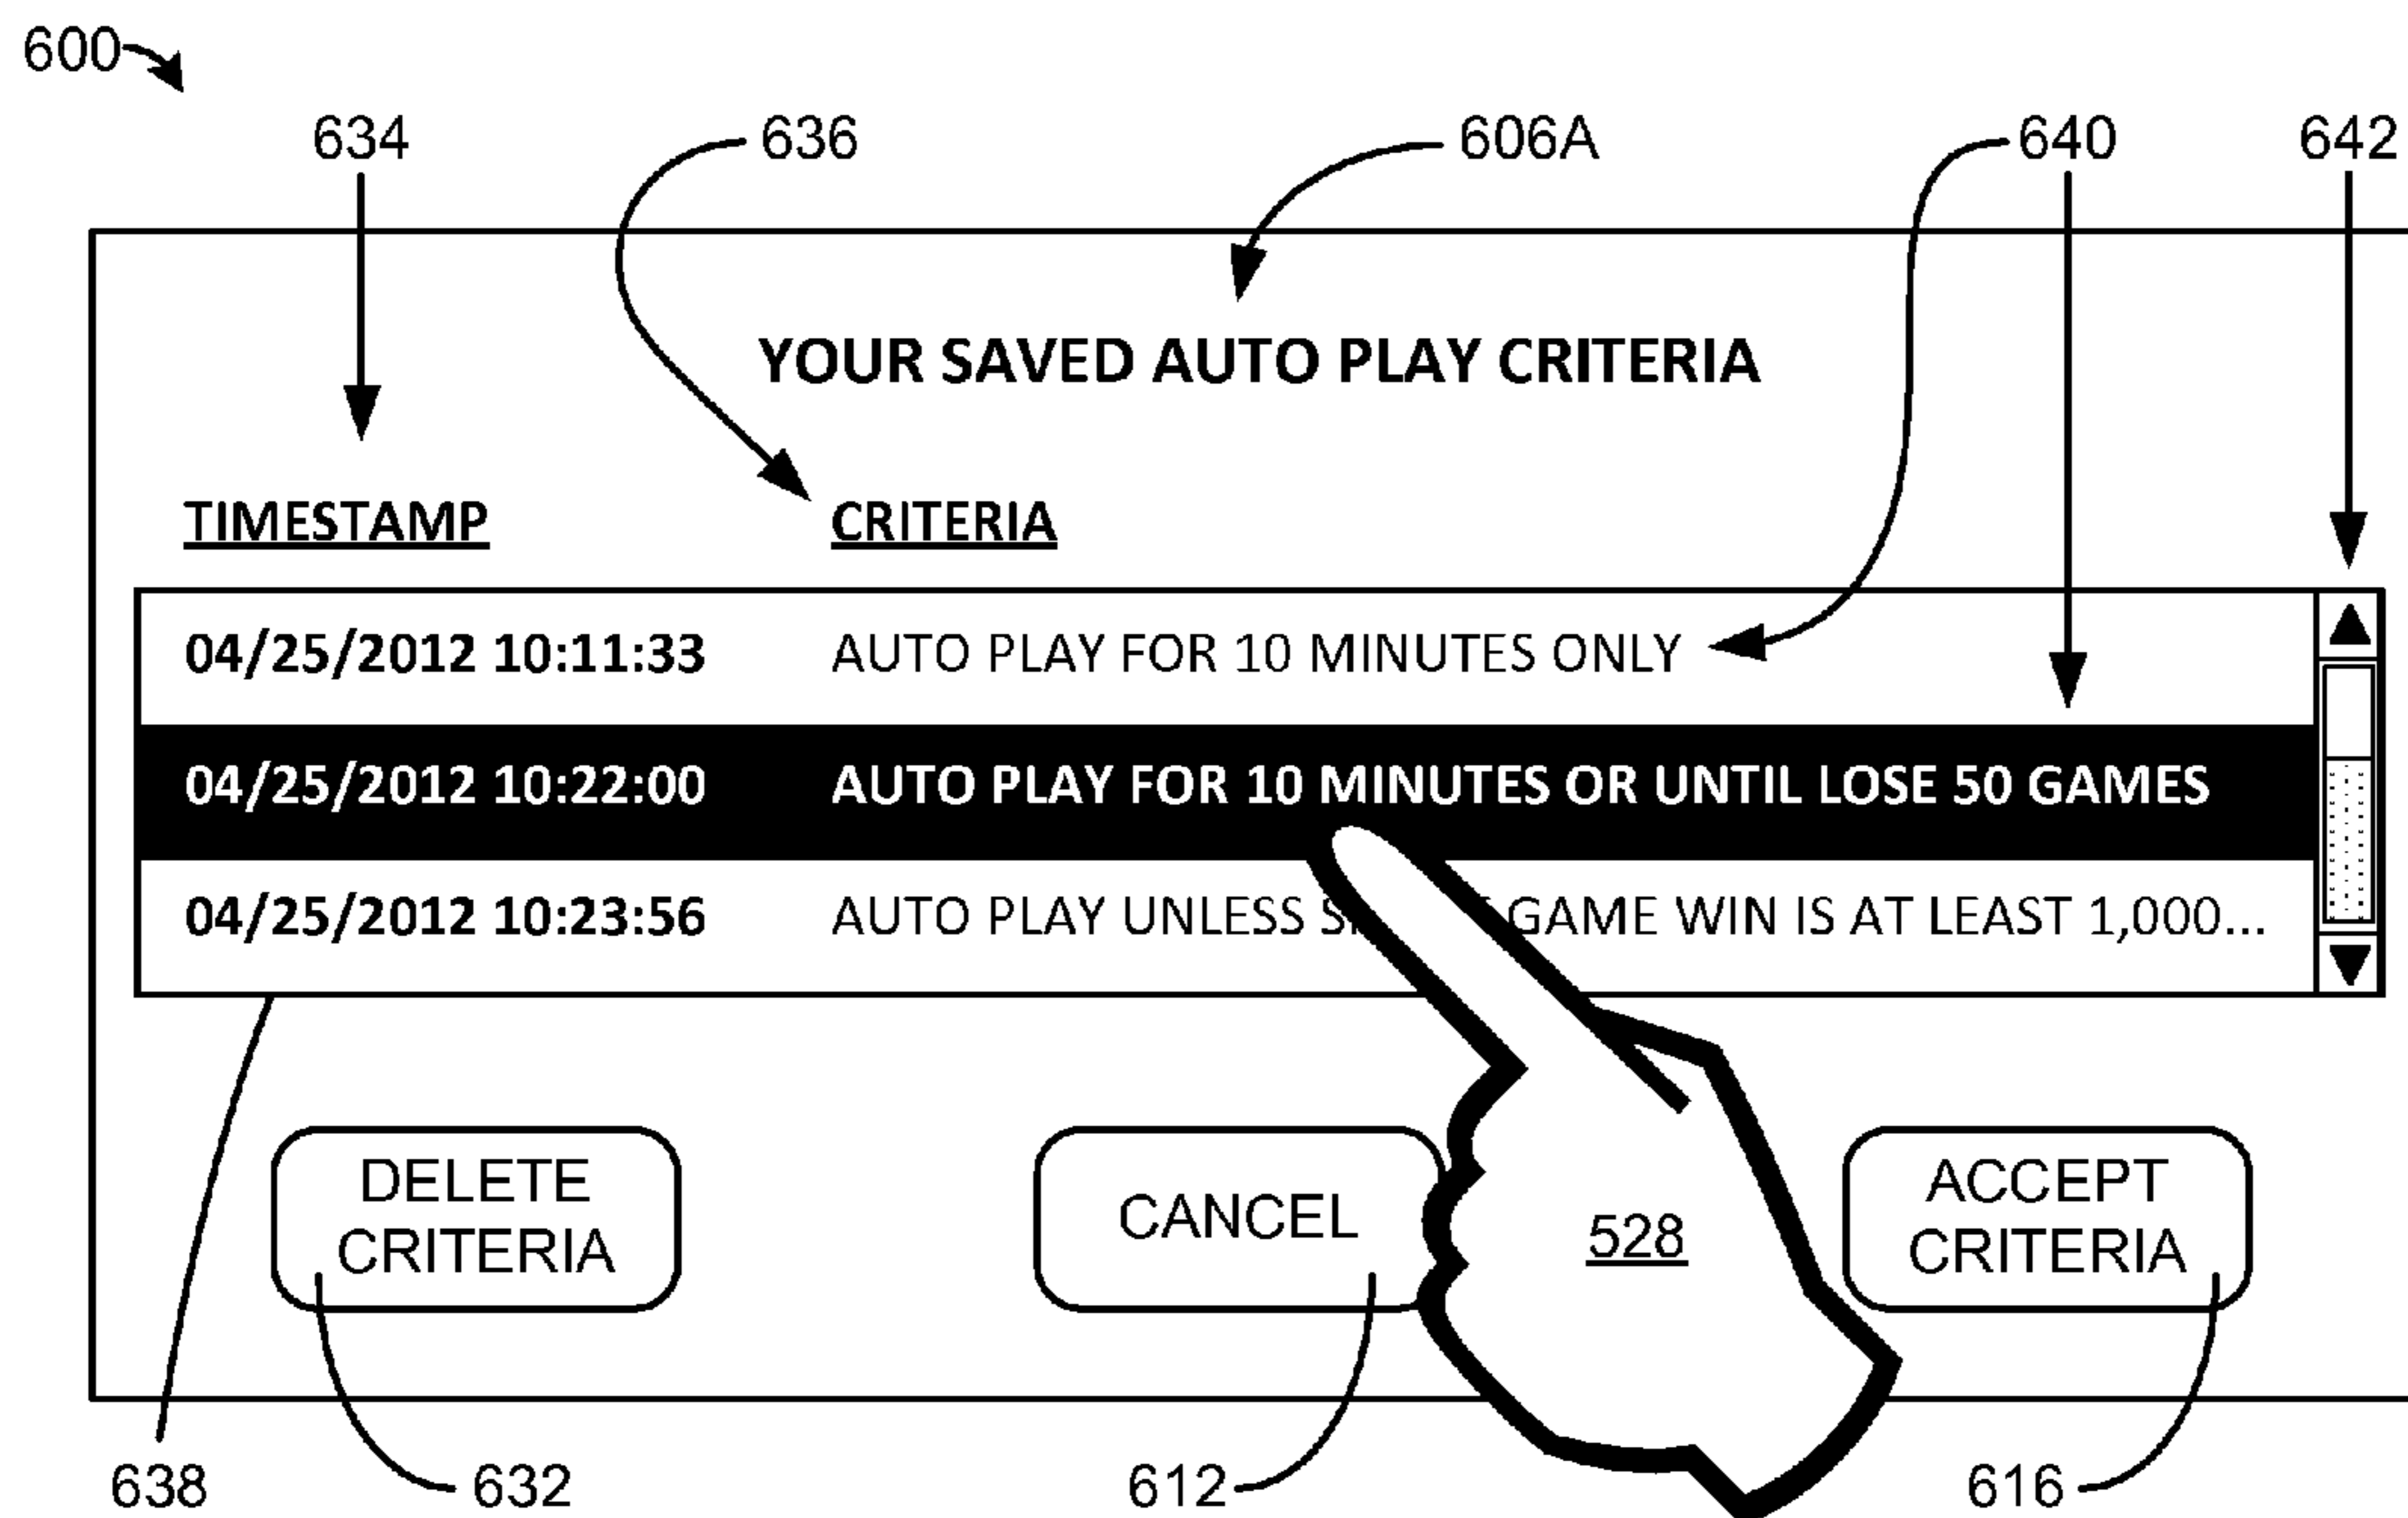 600
634 636 606A 640 642
YOUR SAVED AUTO PLAY CRITERIA
TIMESTAMP CRITERIA
04/25/2012 10:11:33 AUTO PLAY FOR 10 MINUTES ONLY
04/25/2012 10:22:00 AUTO PLAY FOR 10 MINUTES OR UNTIL LOSE 50 GAMES
04/25/2012 10:23:56 AUTO PLAY UNLESS GAME WIN IS AT LEAST 1,000...
DELETE
CRITERIA
CANCEL
528
ACCEPT
CRITERIA
638 632 612 616